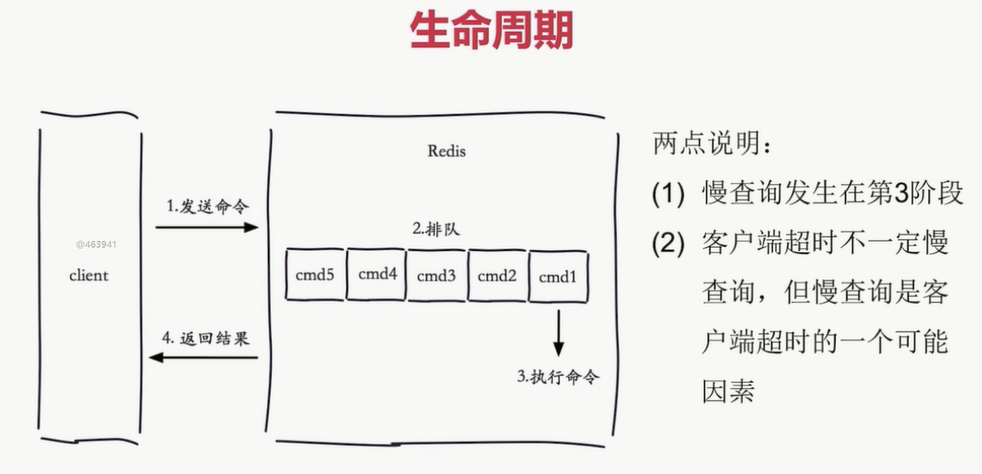 生命周期
Redis
1.发送命令
2.排队
@463941
client
cmd5 cmd4 cmd3 cmd2 cmd1
4. 返回结果
3.执行命令
两点说明：
(1) 慢查询发生在第3阶段
(2) 客户端超时不一定慢
查询，但慢查询是客
户端超时的一个可能
因素